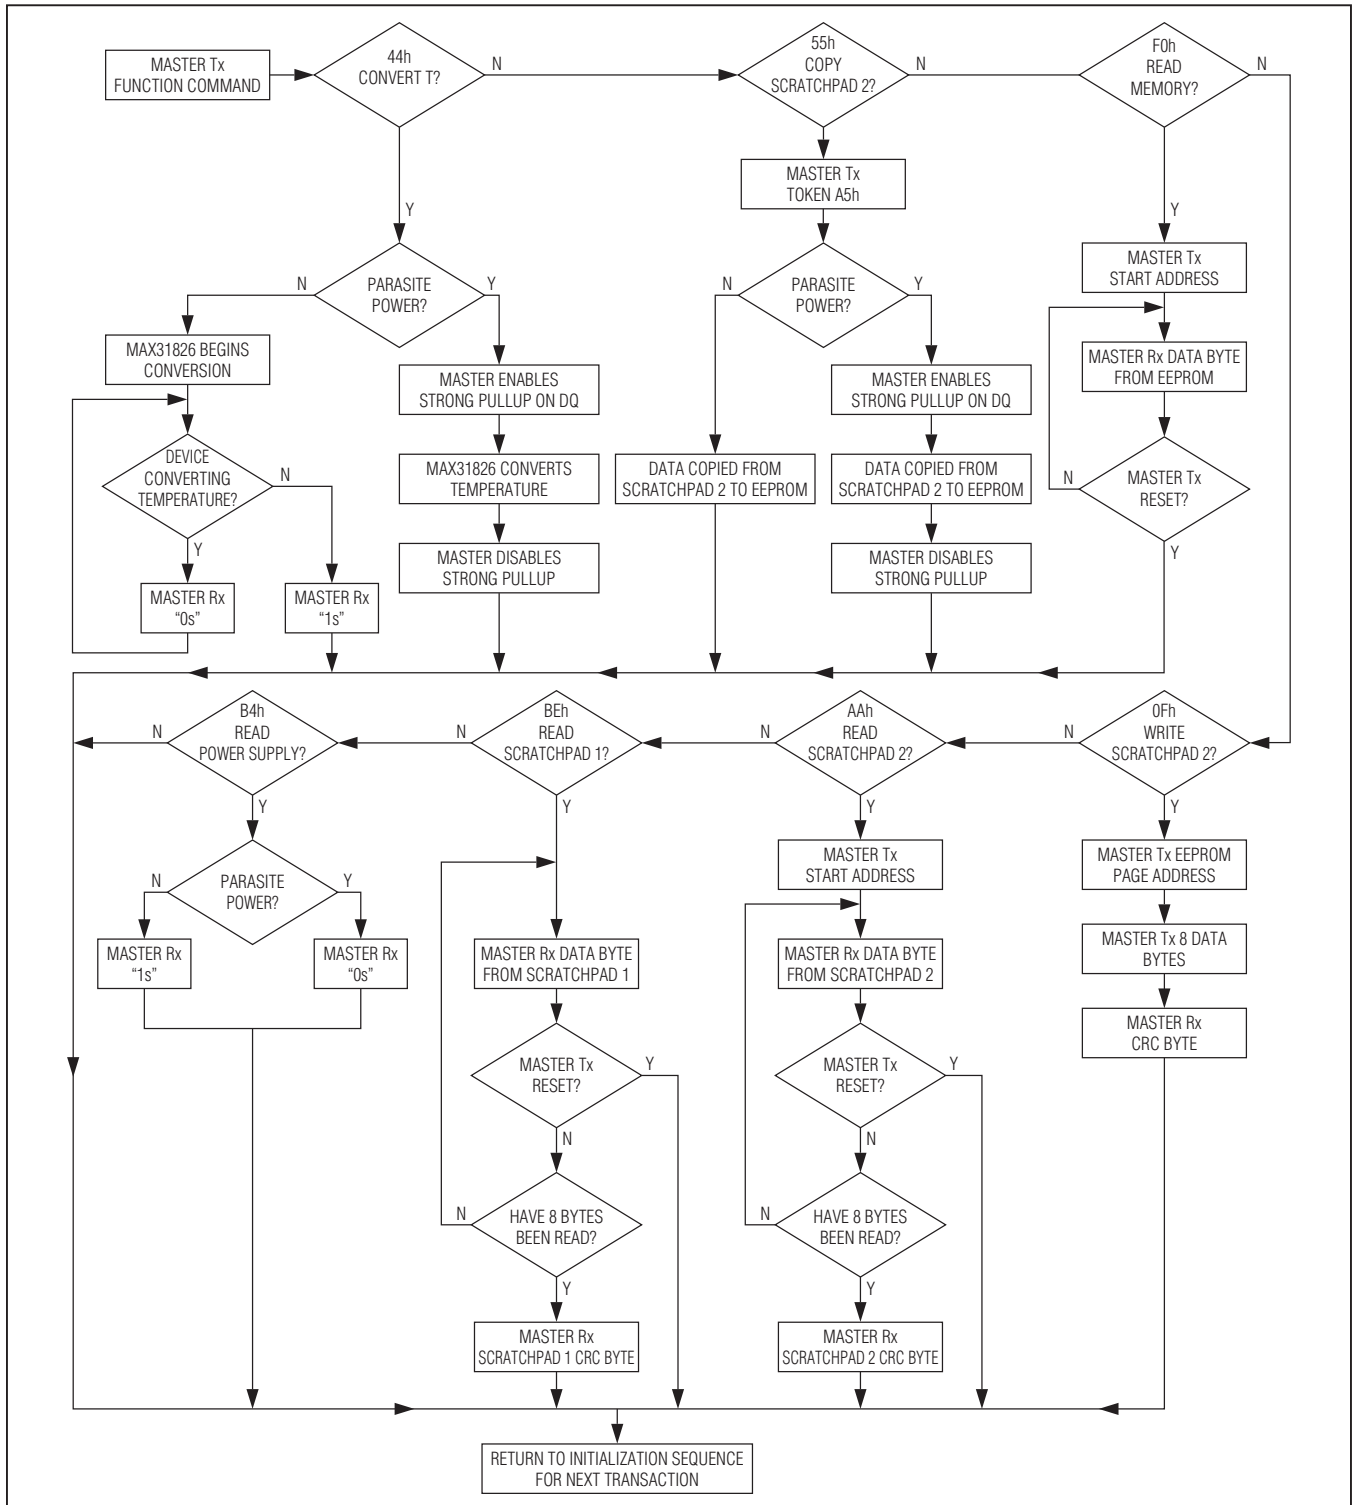 MASTER Tx
FUNCTION COMMAND
44h
CONVERT T?
N
Y
55h
COPY
SCRATCHPAD 2?
N
F0h
READ
MEMORY?
N
Y
MASTER Tx
TOKEN A5h
PARASITE
POWER?
N
Y
PARASITE
POWER?
N
Y
MASTER Tx
START ADDRESS
MAX31826 BEGINS
CONVERSION
MASTER ENABLES
STRONG PULLUP ON DQ
MASTER ENABLES
STRONG PULLUP ON DQ
MASTER Rx DATA BYTE
FROM EEPROM
DEVICE
CONVERTING
TEMPERATURE?
N
Y
MAX31826 CONVERTS
TEMPERATURE
DATA COPIED FROM
SCRATCHPAD 2 TO EEPROM
DATA COPIED FROM
SCRATCHPAD 2 TO EEPROM
MASTER Tx
RESET?
N
Y
MASTER Rx
“0s”
MASTER Rx
“1s”
MASTER DISABLES
STRONG PULLUP
MASTER DISABLES
STRONG PULLUP
B4h
READ
POWER SUPPLY?
N
Y
BEh
READ
SCRATCHPAD 1?
N
Y
AAh
READ
SCRATCHPAD 2?
N
Y
0Fh
WRITE
SCRATCHPAD 2?
N
Y
PARASITE
POWER?
N
Y
MASTER Rx
“1s”
MASTER Rx
“0s”
MASTER Rx DATA BYTE
FROM SCRATCHPAD 1
MASTER Tx
RESET?
Y
N
HAVE 8 BYTES
BEEN READ?
N
Y
MASTER Rx
SCRATCHPAD 1 CRC BYTE
MASTER Tx
START ADDRESS
MASTER Rx DATA BYTE
FROM SCRATCHPAD 2
MASTER Tx
RESET?
Y
N
HAVE 8 BYTES
BEEN READ?
N
Y
MASTER Rx
SCRATCHPAD 2 CRC BYTE
MASTER Tx EEPROM
PAGE ADDRESS
MASTER Tx 8 DATA
BYTES
MASTER Rx
CRC BYTE
RETURN TO INITIALIZATION SEQUENCE
FOR NEXT TRANSACTION